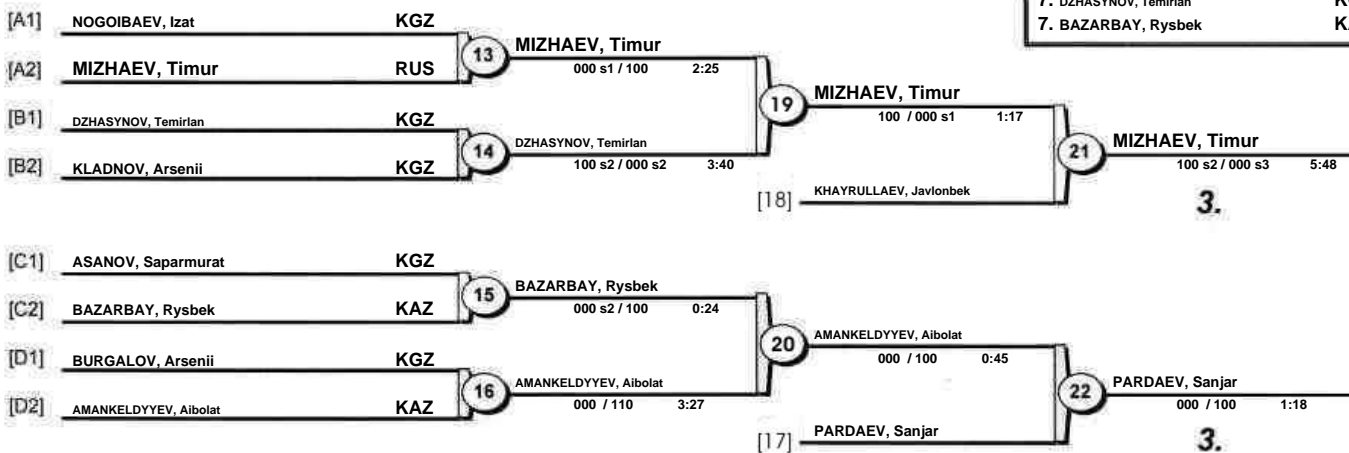 7. DZHASYNOV, Temirlan
7. BAZARBAY, Rysbek
[A1] NOGOIBAEV, Izat KGZ
[A2] MIZHAEV, Timur RUS
13 MIZHAEV, Timur
000 s1 / 100 2:25
[B1] DZHASYNOV, Temirlan KGZ
[B2] KLADNOV, Arsenii KGZ
14 DZHASYNOV, Temirlan
100 s2 / 000 s2 3:40
19 MIZHAEV, Timur
100 / 000 s1 1:17
[18] KHAYRULLAEV, Javlonbek
21 MIZHAEV, Timur
100 s2 / 000 s3 5:48
3.
[C1] ASANOV, Saparmurat KGZ
[C2] BAZARBAY, Rysbek KAZ
15 BAZARBAY, Rysbek
000 s2 / 100 0:24
[D1] BURGALOV, Arsenii KGZ
[D2] AMANKELDYYEV, Aibolat KAZ
16 AMANKELDYYEV, Aibolat
000 / 110 3:27
20 AMANKELDYYEV, Aibolat
000 / 100 0:45
[17] PARDAEV, Sanjar
22 PARDAEV, Sanjar
000 / 100 1:18
3.